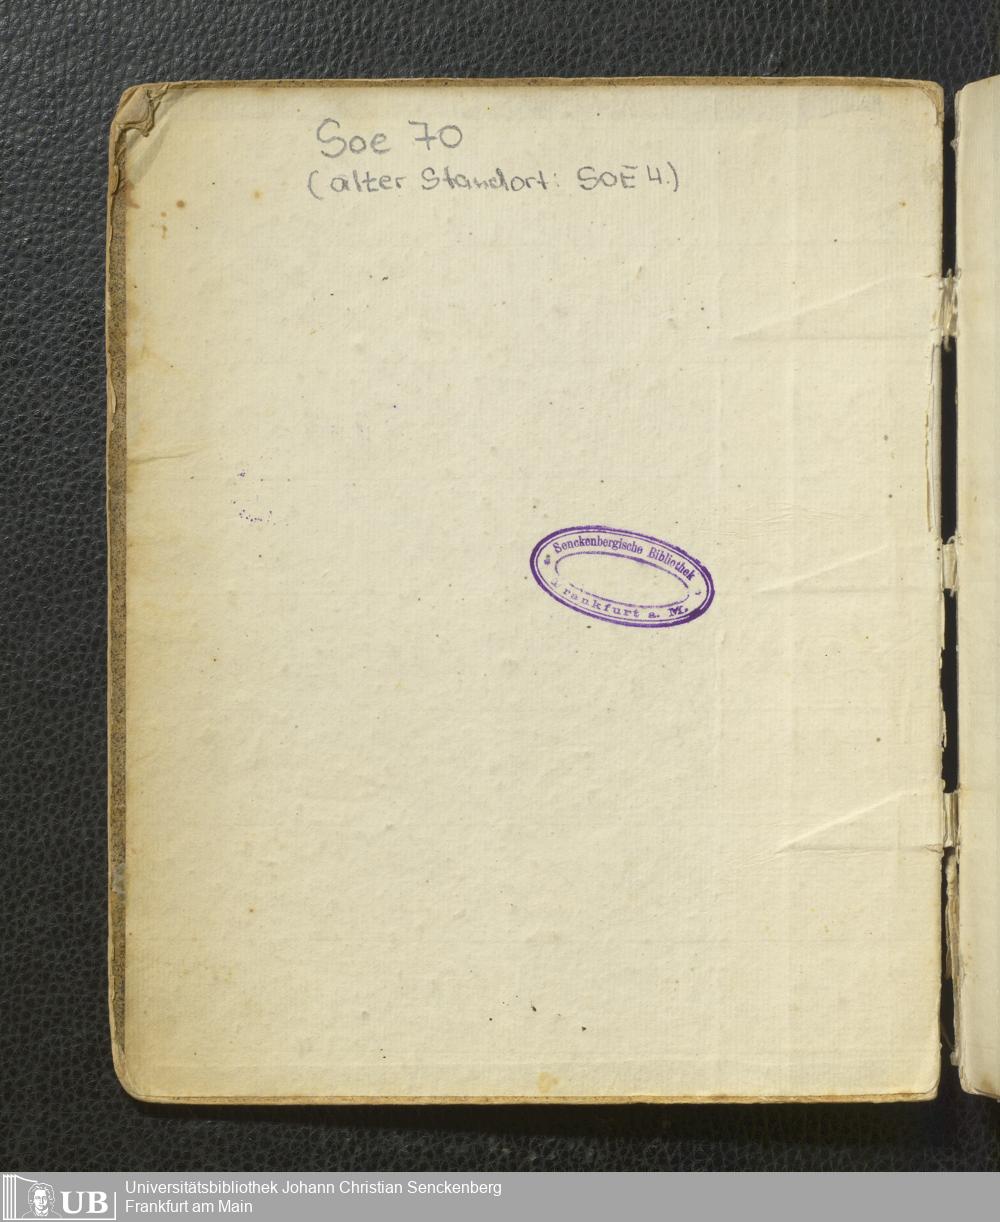 Soe 70
(alter Standort: SOE 4.)
Senckenbergische Bibliothek
Frankfurt a. M.
UB
Universitätsbibliothek Johann Christian Senckenberg
Frankfurt am Main